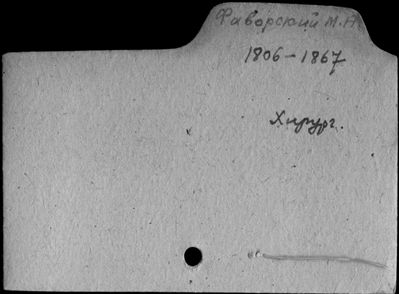 Фаворский М. А.
1806 - 1867
Хирург.